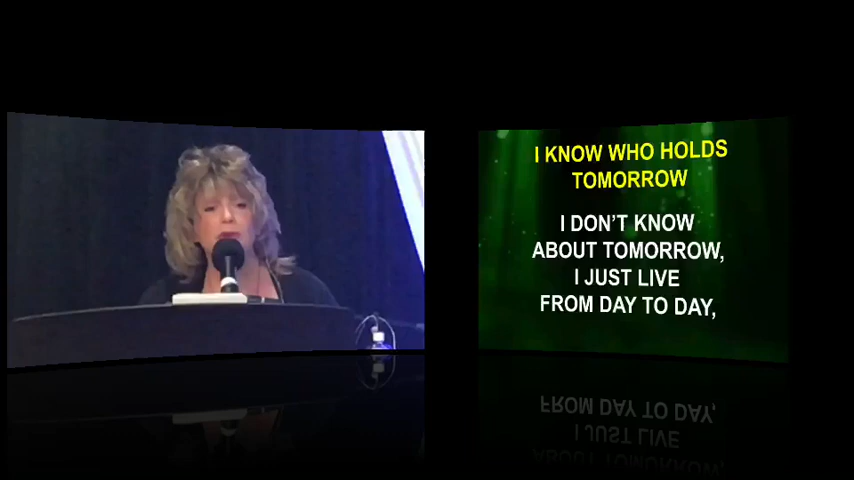 I KNOW WHO HOLDS
TOMORROW
I DON'T KNOW
ABOUT TOMORROW,
I JUST LIVE
FROM DAY TO DAY,